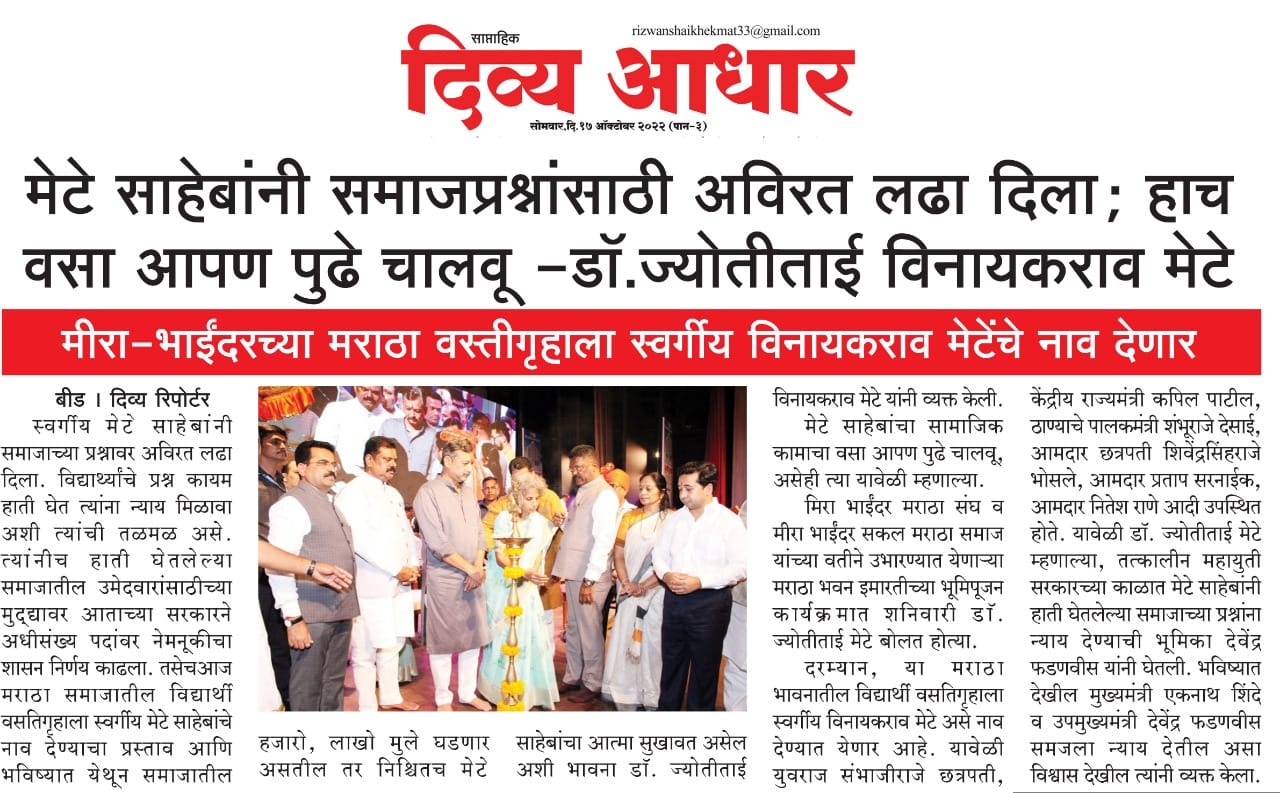 साप्ताहिक
rizwanshaikhekmat33@gmail.com
दिव्य आधार
सोमवार,दि.१७ ऑक्टोबर २०२२ (पान-३)
मेटे साहेबांनी समाजप्रश्नांसाठी अविरत लढा दिला; हाच
वसा आपण पुढे चालवू -डॉ.ज्योतीताई विनायकराव मेटे
मीरा-भाईंदरच्या मराठा वस्तीगृहाला स्वर्गीय विनायकराव मेटेंचे नाव देणार
बीड । दिव्य रिपोर्टर
स्वर्गीय मेटे साहेबांनी
समाजाच्या प्रश्नावर अविरत लढा
दिला. विद्यार्थ्यांचे प्रश्न कायम
हाती घेत त्यांना न्याय मिळावा
अशी त्यांची तळमळ असे.
त्यांनीच हाती घेतलेल्या
समाजातील उमेदवारांसाठीच्या
मुद्द्यावर आताच्या सरकारने
अधीसंख्य पदांवर नेमनूकीचा
शासन निर्णय काढला. तसेचआज
मराठा समाजातील विद्यार्थी
वसतिगृहाला स्वर्गीय मेटे साहेबांचे
नाव देण्याचा प्रस्ताव आणि
भविष्यात येथून समाजातील
हजारो, लाखो मुले घडणार
असतील तर निश्चितच मेटे
साहेबांचा आत्मा सुखावत असेल
अशी भावना डॉ. ज्योतीताई
विनायकराव मेटे यांनी व्यक्त केली.
मेटे साहेबांचा सामाजिक
कामाचा वसा आपण पुढे चालवू,
असेही त्या यावेळी म्हणाल्या.
मिरा भाईंदर मराठा संघ व
मीरा भाईंदर सकल मराठा समाज
यांच्या वतीने उभारण्यात येणाऱ्या
मराठा भवन इमारतीच्या भूमिपूजन
कार्यक्रमात शनिवारी डॉ.
ज्योतीताई मेटे बोलत होत्या.
दरम्यान, या मराठा
भावनातील विद्यार्थी वसतिगृहाला
स्वर्गीय विनायकराव मेटे असे नाव
देण्यात येणार आहे. यावेळी
युवराज संभाजीराजे छत्रपती,
केंद्रीय राज्यमंत्री कपिल पाटील,
ठाण्याचे पालकमंत्री शंभूराजे देसाई,
आमदार छत्रपती शिवेंद्रसिंहराजे
भोसले, आमदार प्रताप सरनाईक,
आमदार नितेश राणे आदी उपस्थित
होते. यावेळी डॉ. ज्योतीताई मेटे
म्हणाल्या, तत्कालीन महायुती
सरकारच्या काळात मेटे साहेबांनी
हाती घेतलेल्या समाजाच्या प्रश्नांना
न्याय देण्याची भूमिका देवेंद्र
फडणवीस यांनी घेतली. भविष्यात
देखील मुख्यमंत्री एकनाथ शिंदे
व उपमुख्यमंत्री देवेंद्र फडणवीस
समजला न्याय देतील असा
विश्वास देखील त्यांनी व्यक्त केला.